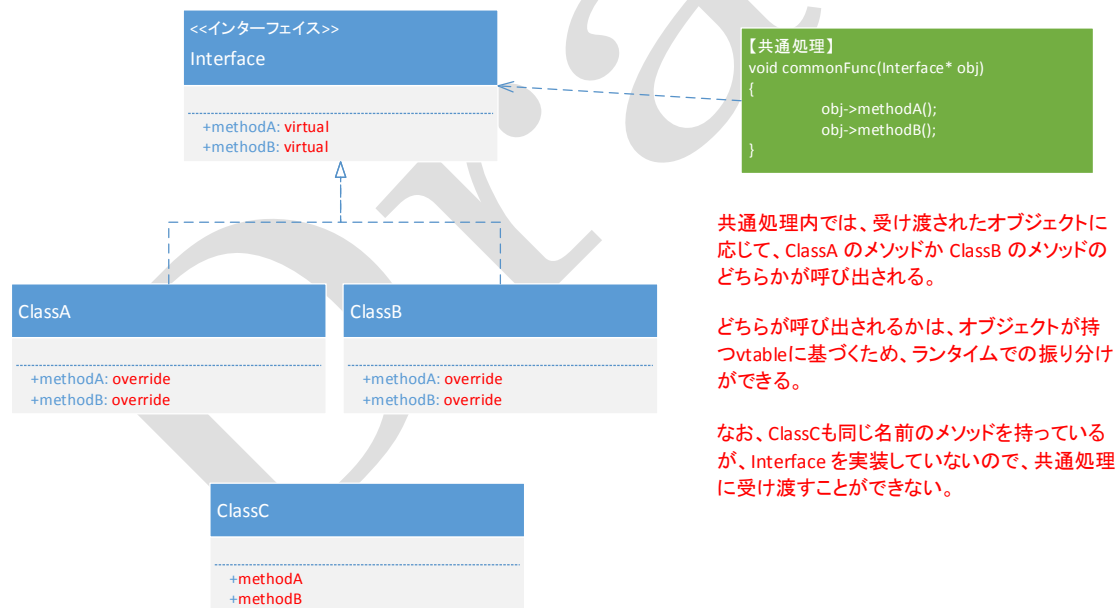 <<インターフェイス>>
Interface
+methodA: virtual
+methodB: virtual
【共通処理】
void commonFunc(Interface* obj)
{
obj->methodA();
obj->methodB();
}
共通処理内では、受け渡されたオブジェクトに
応じて、ClassA のメソッドか ClassB のメソッドの
どちらかが呼び出される。
どちらが呼び出されるかは、オブジェクトが持
つvtableに基づくため、ランタイムでの振り分け
ができる。
なお、ClassCも同じ名前のメソッドを持っている
が、Interface を実装していないので、共通処理
に受け渡すことができない。
ClassA
+methodA: override
+methodB: override
ClassB
+methodA: override
+methodB: override
ClassC
+methodA
+methodB